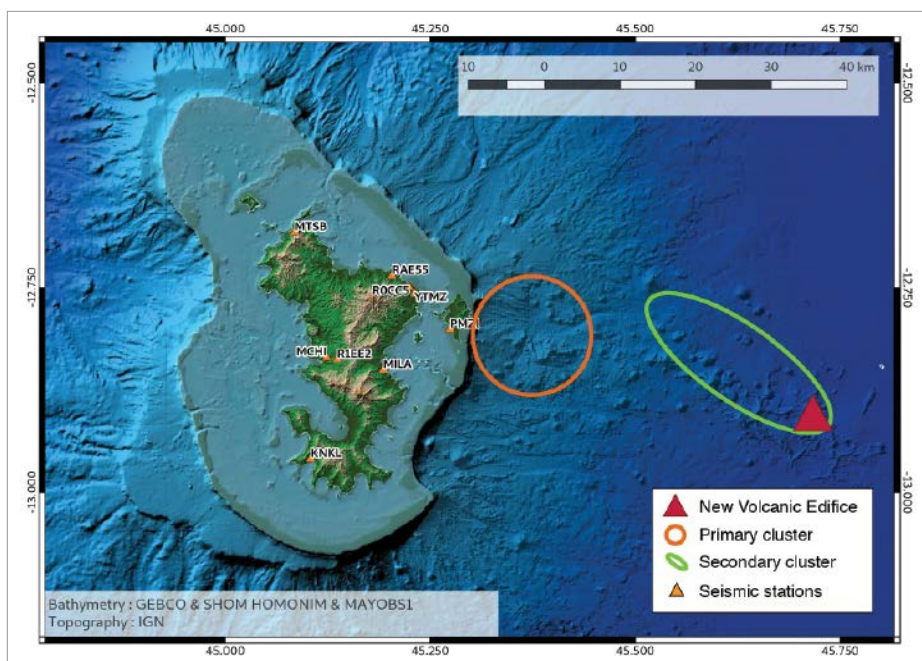 45.000 45.250 45.500 45.750
10 0 10 20 30 40 km
-12.500 -12.500
MTSB
RAE55
R0CC5
YTMZ
-12.750 -12.750
PMZI
MCHI R1EE2
MILA
KNKL
-13.000 -13.000
New Volcanic Edifice
Primary cluster
Secondary cluster
Seismic stations
Bathymetry : GEBCO & SHOM HOMONIM & MAYOBS1
Topography : IGN
45.000 45.250 45.500 45.750